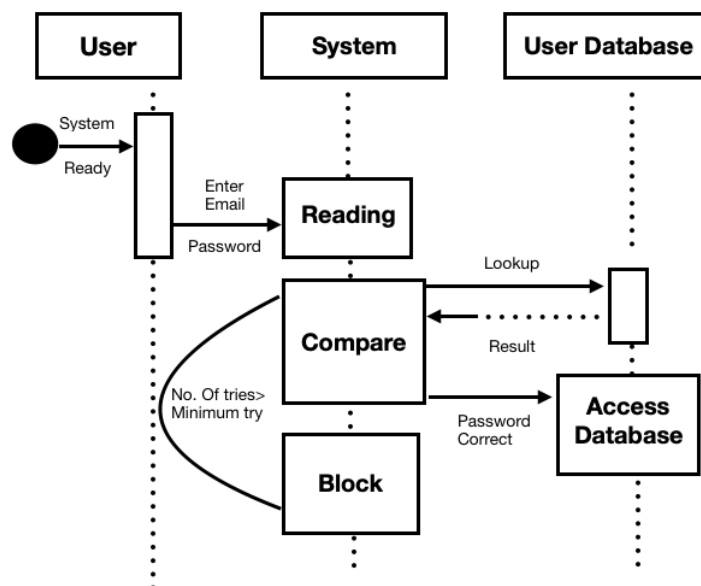 User
System
User Database
System
Ready
Enter
Email
Password
Reading
Lookup
Result
Compare
No. Of tries>
Minimum try
Password
Correct
Access
Database
Block